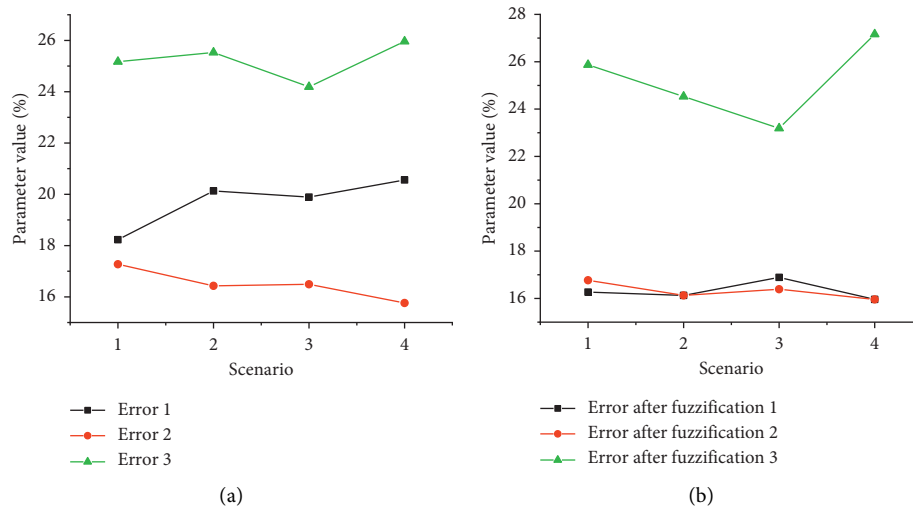 26
24
22
20
18
16
Parameter value (%)
1 2 3 4
Scenario
Error 1
Error 2
Error 3
(a)
28
26
24
22
20
18
16
Parameter value (%)
1 2 3 4
Scenario
Error after fuzzification 1
Error after fuzzification 2
Error after fuzzification 3
(b)